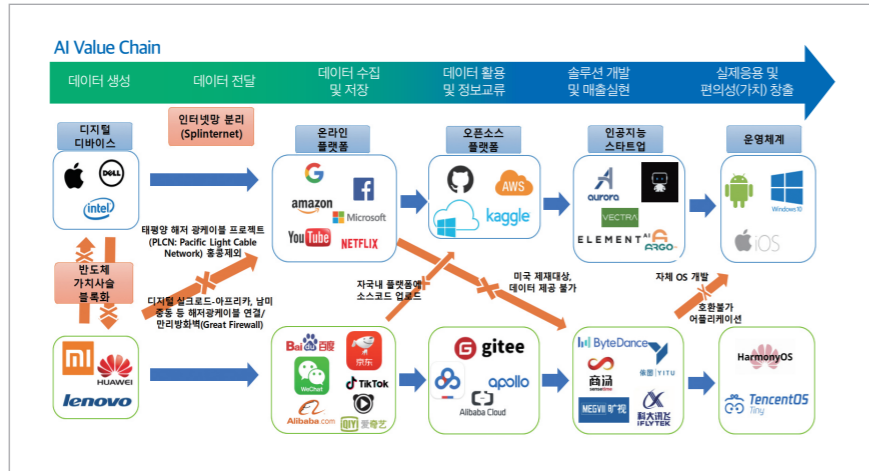 AI Value Chain
데이터 생성
데이터 전달
데이터 수집
및 저장
데이터 활용
및 정보교류
솔루션 개발
및 매출실현
실제응용 및
편의성(가치) 창출
디지털
디바이스
인터넷망 분리
(Splinternet)
온라인
플랫폼
오픈소스
플랫폼
인공지능
스타트업
운영체계
DELL
intel
Google
amazon
Microsoft
YouTube
NETFLIX
AWS
kaggle
aurora
VECTRA
ELEMENT AI
ARGO
Windows 10
iOS
태평양 해저 광케이블 프로젝트
(PLCN: Pacific Light Cable
Network) 홍콩제외
반도체
가치사슬
블록화
디지털 실크로드-아프리카, 남미
중동 등 해저광케이블 연결/
만리방화벽(Great Firewall)
자국내 플랫폼에
소스코드 업로드
미국 제재대상,
데이터 제공 불가
자체 OS 개발
호환불가
어플리케이션
mi
HUAWEI
lenovo
Bai du 百度
京东
WeChat
TikTok
Alibaba.com
iQIYI 爱奇艺
G gitee
apollo
Alibaba Cloud
ByteDance
商汤
sensetime
依图 YITU
MEGVII 旷视
科大讯飞
iFLYTEK
HarmonyOS
TencentOS
Tiny